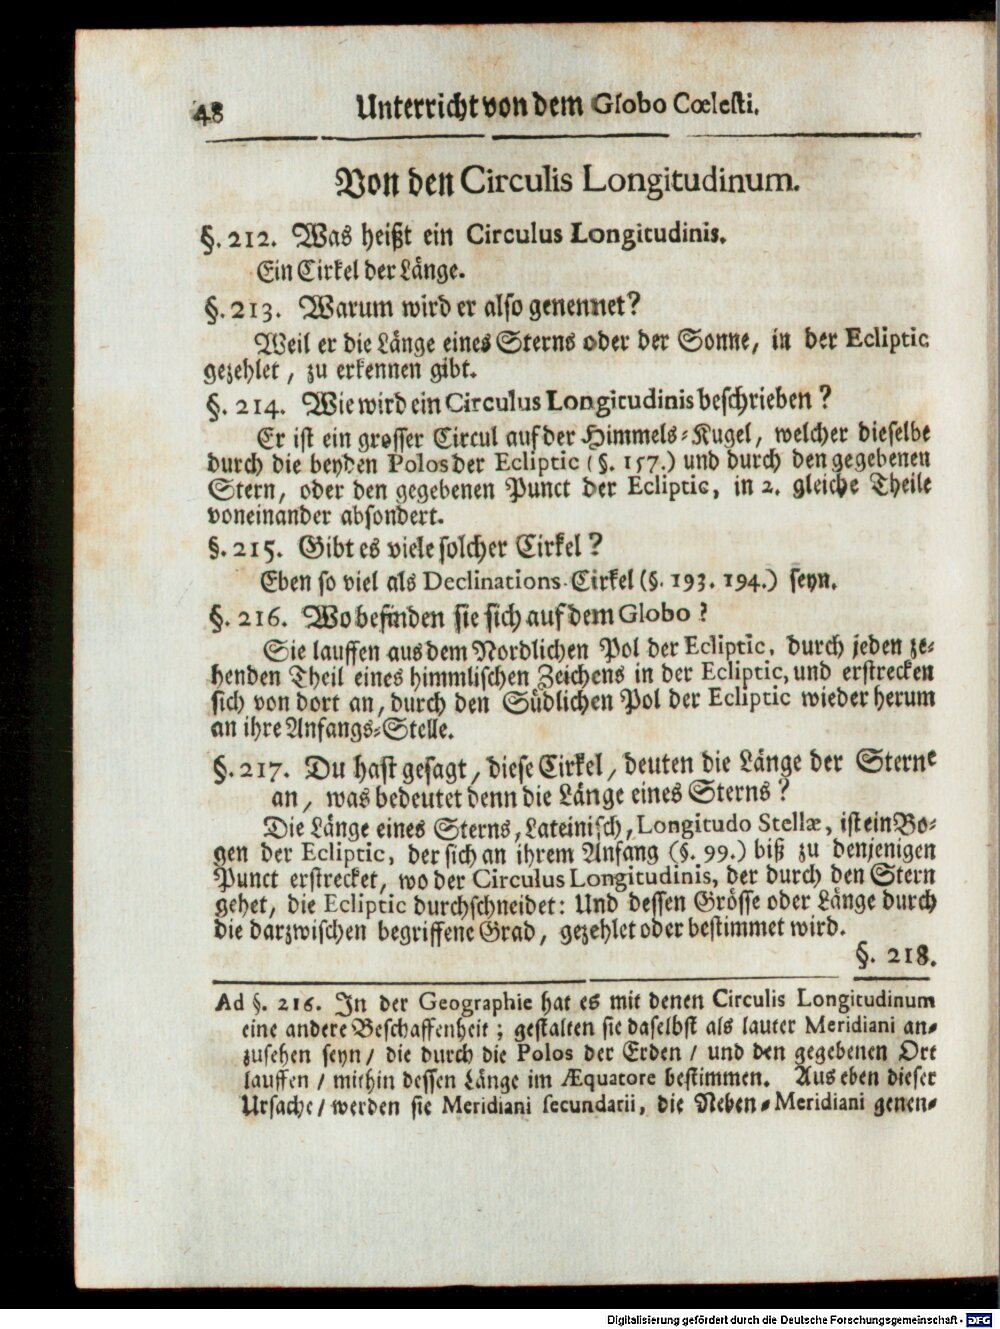 48 Unterricht von dem Globo Cœlesti.
Von den Circulis Longitudinum.
§. 212. Was heißt ein Circulus Longitudinis.
Ein Cirkel der Länge.
§. 213. Warum wird er also genennet?
Weil er die Länge eines Sterns oder der Sonne, in der Ecliptic
gezehlet, zu erkennen gibt.
§. 214. Wie wird ein Circulus Longitudinis beschrieben?
Er ist ein grosser Circul auf der Himmels-Kugel, welcher dieselbe
durch die beyden Polos der Ecliptic (§. 157.) und durch den gegebenen
Stern, oder den gegebenen Punct der Ecliptic, in 2. gleiche Theile
voneinander absondert.
§. 215. Gibt es viele solcher Cirkel?
Eben so viel als Declinations-Cirkel (§. 193. 194.) seyn.
§. 216. Wo befinden sie sich auf dem Globo?
Sie lauffen aus dem Nordlichen Pol der Ecliptic, durch jeden ze-
henden Theil eines himmlischen Zeichens in der Ecliptic, und erstrecken
sich von dort an, durch den Südlichen Pol der Ecliptic wieder herum
an ihre Anfangs-Stelle.
§. 217. Du hast gesagt, diese Cirkel, deuten die Länge der Sterne
an, was bedeutet denn die Länge eines Sterns?
Die Länge eines Sterns, Lateinisch, Longitudo Stellæ, ist ein Bo-
gen der Ecliptic, der sich an ihrem Anfang (§. 99.) biß zu denjenigen
Punct erstrecket, wo der Circulus Longitudinis, der durch den Stern
gehet, die Ecliptic durchschneidet: Und dessen Grösse oder Länge durch
die darzwischen begriffene Grad, gezehlet oder bestimmet wird.
§. 218.
Ad §. 216. In der Geographie hat es mit denen Circulis Longitudinum
eine andere Beschaffenheit; gestalten sie daselbst als lauter Meridiani an-
zusehen seyn / die durch die Polos der Erden / und den gegebenen Ort
lauffen / mithin dessen Länge im Æquatore bestimmen. Aus eben dieser
Ursache / werden sie Meridiani secundarii, die Neben-Meridiani genen-
Digitalisierung gefördert durch die Deutsche Forschungsgemeinschaft - DFG